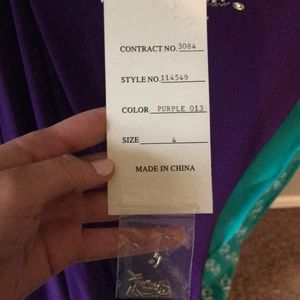 CONTRACT NO. 3084
STYLE NO. 114549
COLOR PURPLE 013
SIZE 4
MADE IN CHINA